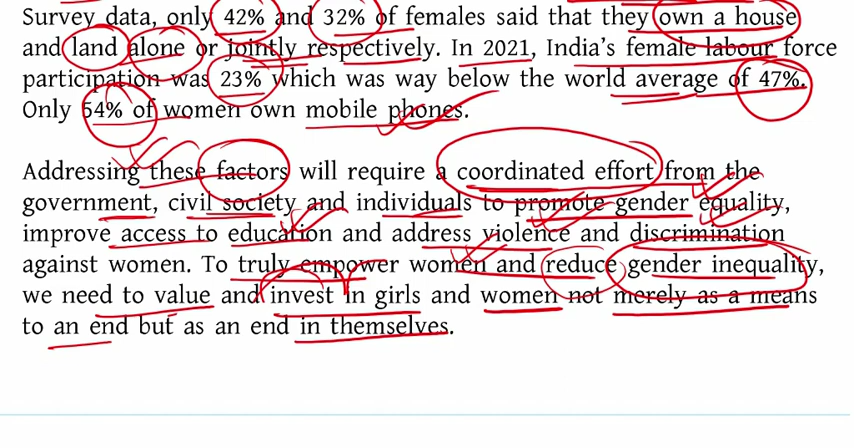 Survey data, only 42% and 32% of females said that they own a house
and land alone or jointly respectively. In 2021, India's female labour force
participation was 23% which was way below the world average of 47%.
Only 54% of women own mobile phones.
Addressing these factors will require a coordinated effort from the
government, civil society and individuals to promote gender equality,
improve access to education and address violence and discrimination
against women. To truly empower women and reduce gender inequality,
we need to value and invest in girls and women not merely as a means
to an end but as an end in themselves.